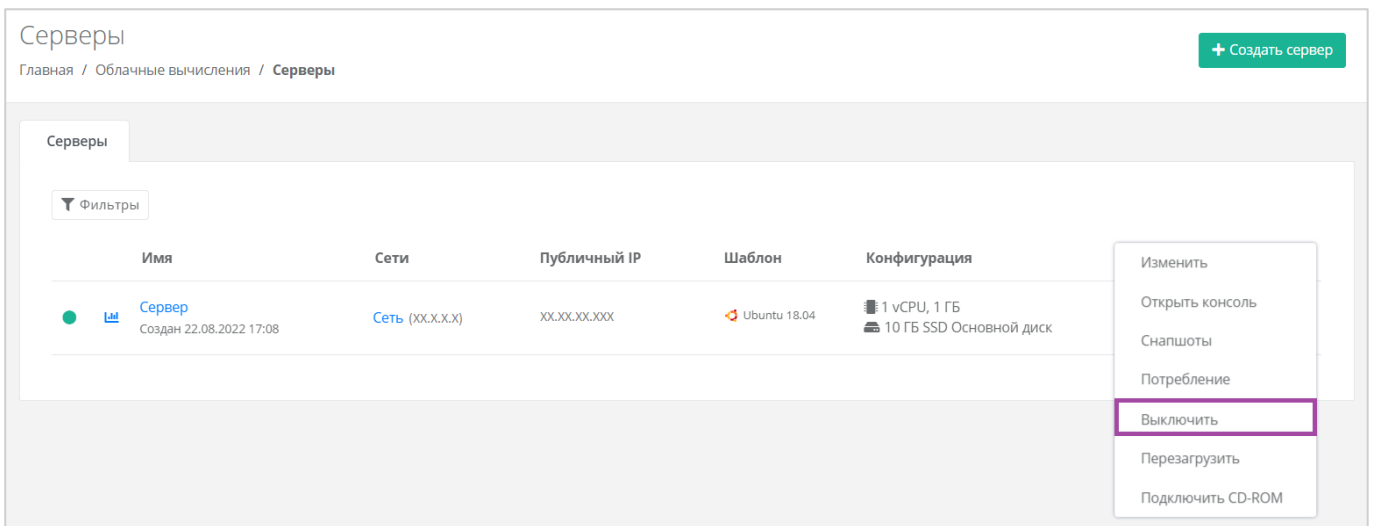 Серверы
+ Создать сервер
Главная / Облачные вычисления / Серверы
Серверы
Фильтры
Имя Сети Публичный IP Шаблон Конфигурация
Сервер
Создан 22.08.2022 17:08
Сеть (XX.X.X.X)
XX.XX.XX.XXX
Ubuntu 18.04
1 vCPU, 1 ГБ
10 ГБ SSD Основной диск
Изменить
Открыть консоль
Снапшоты
Потребление
Выключить
Перезагрузить
Подключить CD-ROM